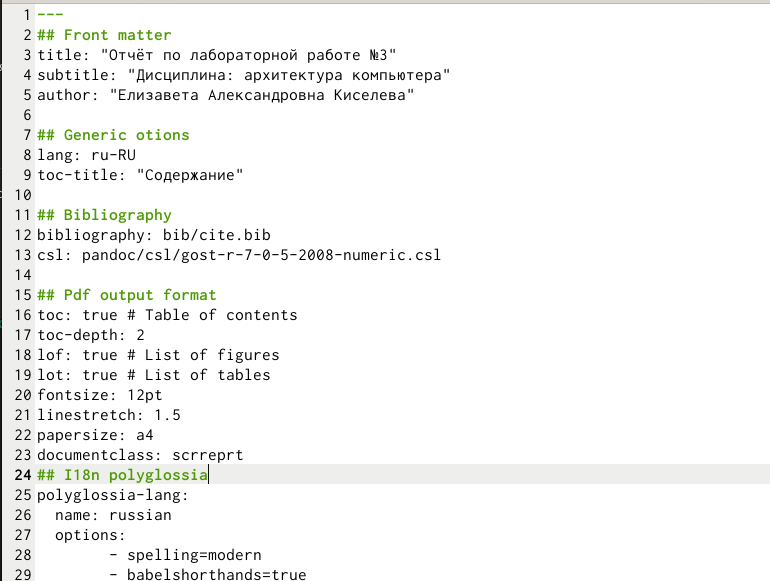 1 ---
2 ## Front matter
3 title: "Отчёт по лабораторной работе №3"
4 subtitle: "Дисциплина: архитектура компьютера"
5 author: "Елизавета Александровна Киселева"
6
7 ## Generic otions
8 lang: ru-RU
9 toc-title: "Содержание"
10
11 ## Bibliography
12 bibliography: bib/cite.bib
13 csl: pandoc/csl/gost-r-7-0-5-2008-numeric.csl
14
15 ## Pdf output format
16 toc: true # Table of contents
17 toc-depth: 2
18 lof: true # List of figures
19 lot: true # List of tables
20 fontsize: 12pt
21 linestretch: 1.5
22 papersize: a4
23 documentclass: scrreprt
24 ## I18n polyglossia
25 polyglossia-lang:
26   name: russian
27   options:
28         - spelling=modern
29         - babelshorthands=true